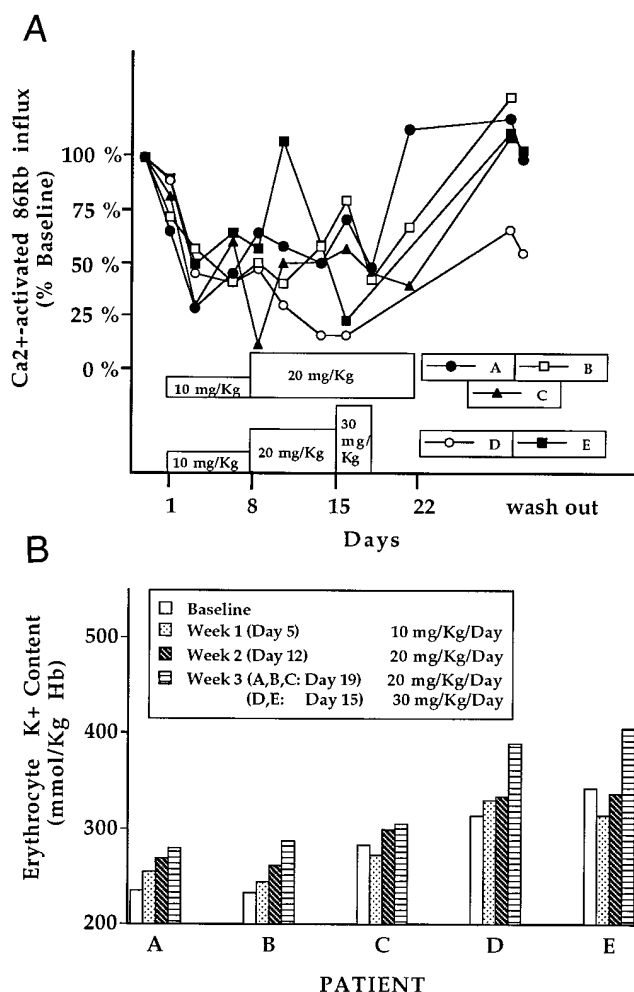 A
Ca2+-activated 86Rb influx
(% Baseline)
100 %
75 %
50 %
25 %
0 %
10 mg/Kg
20 mg/Kg
A
B
C
10 mg/Kg
20 mg/Kg
30
mg/
Kg
D
E
1
8
15
22
wash out
Days
B
Erythrocyte K+ Content
(mmol/Kg Hb)
500
400
300
200
Baseline
Week 1 (Day 5) 10 mg/Kg/Day
Week 2 (Day 12) 20 mg/Kg/Day
Week 3 (A,B,C: Day 19) 20 mg/Kg/Day
(D,E: Day 15) 30 mg/Kg/Day
A
B
C
D
E
PATIENT